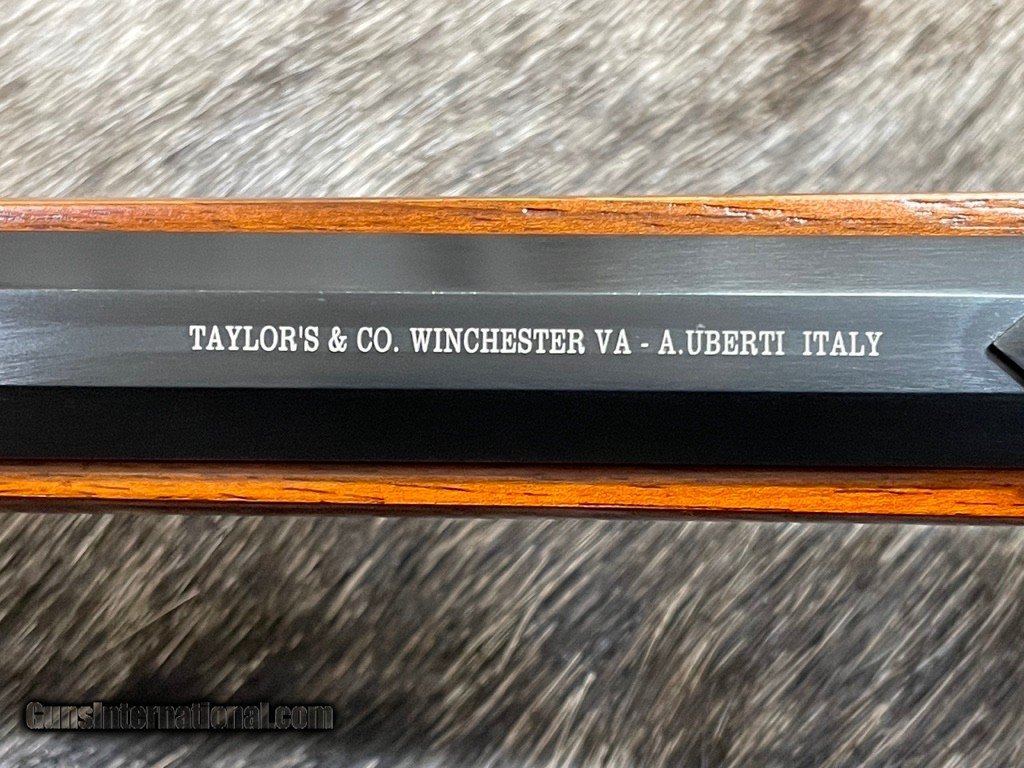 TAYLOR'S & CO. WINCHESTER VA - A.UBERTI ITALY
GunsInternational.com